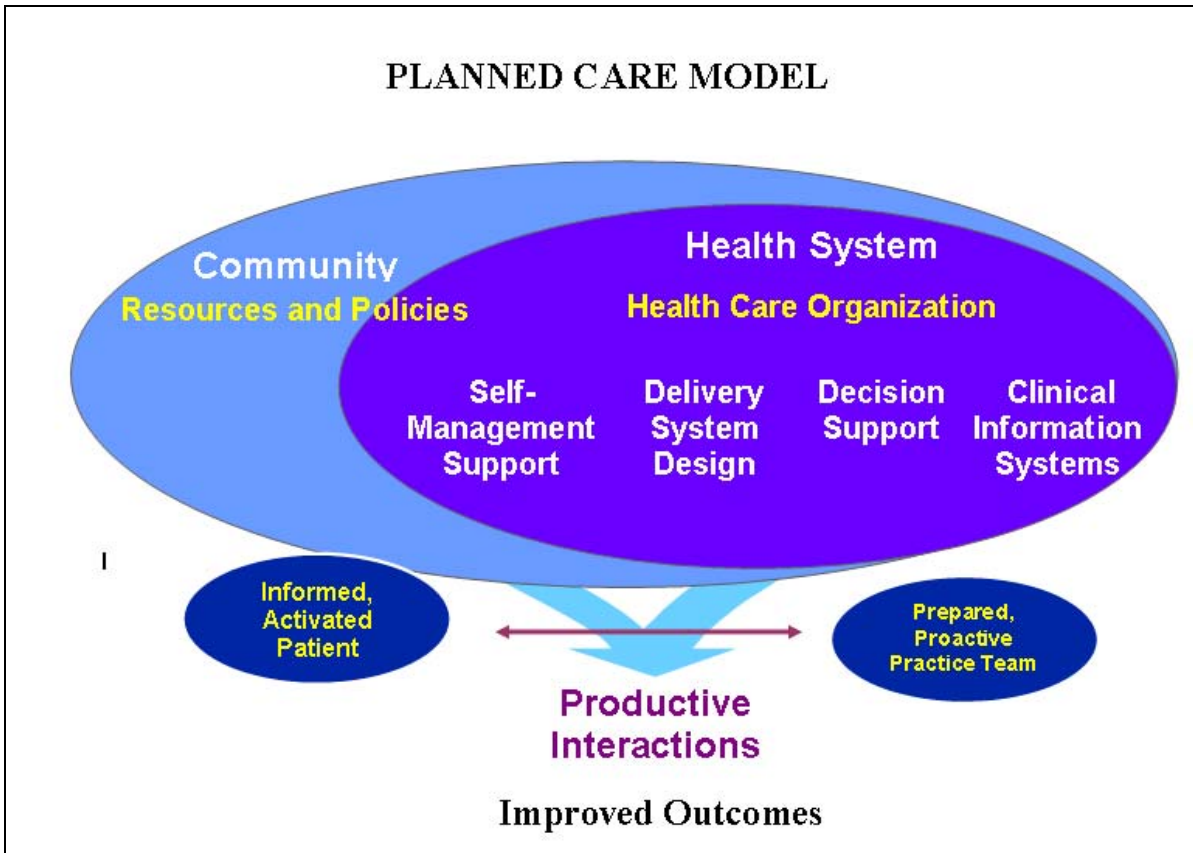 PLANNED CARE MODEL
Community
Resources and Policies
Health System
Health Care Organization
Self-
Management
Support
Delivery
System
Design
Decision
Support
Clinical
Information
Systems
I
Informed,
Activated
Patient
Prepared,
Proactive
Practice Team
Productive
Interactions
Improved Outcomes